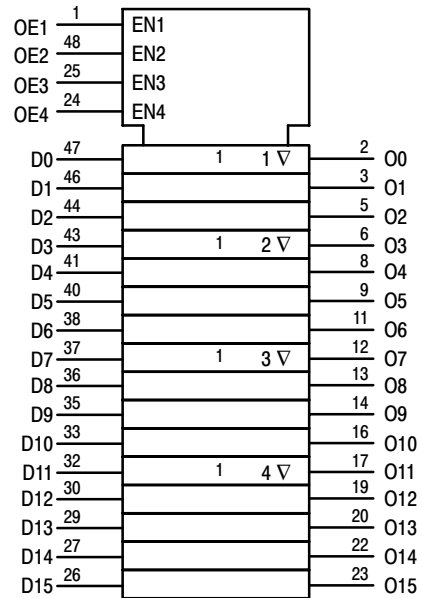 OE1 1 EN1
OE2 48 EN2
OE3 25 EN3
OE4 24 EN4
D0 47 1 1 ∇ 2 O0
D1 46 3 O1
D2 44 5 O2
D3 43 1 2 ∇ 6 O3
D4 41 8 O4
D5 40 9 O5
D6 38 11 O6
D7 37 1 3 ∇ 12 O7
D8 36 13 O8
D9 35 14 O9
D10 33 16 O10
D11 32 1 4 ∇ 17 O11
D12 30 19 O12
D13 29 20 O13
D14 27 22 O14
D15 26 23 O15